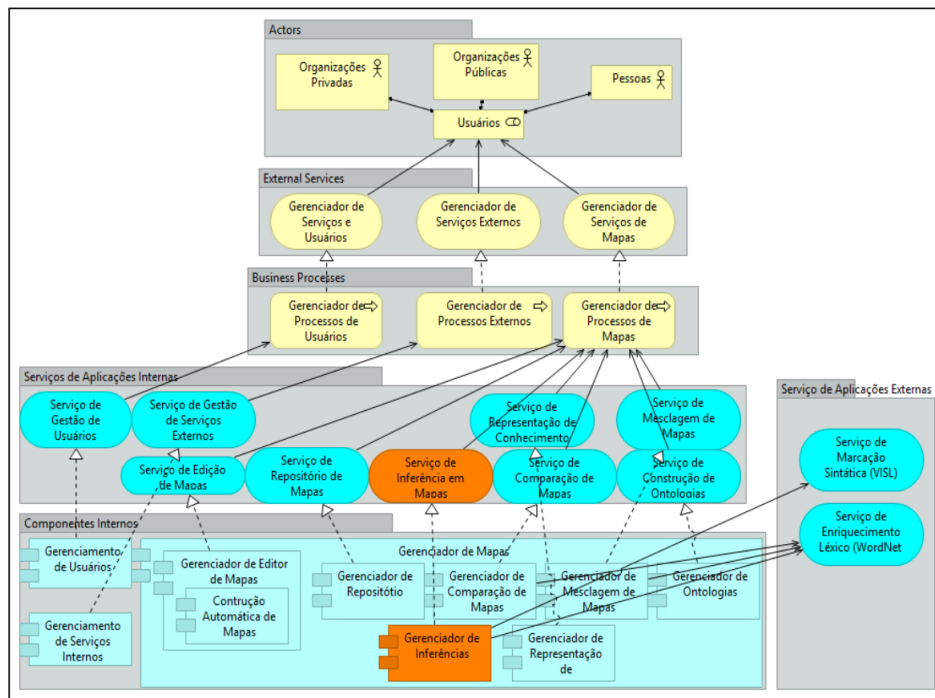 Actors
Organizações
Privadas
Organizações
Públicas
Pessoas
Usuários
External Services
Gerenciador de
Serviços e
Usuários
Gerenciador de
Serviços Externos
Gerenciador de
Serviços de
Mapas
Business Processes
Gerenciador de
Processos de
Usuários
Gerenciador de
Processos Externos
Gerenciador de
Processos de
Mapas
Serviços de Aplicações Internas
Serviço de
Gestão de
Usuários
Serviço de Gestão
de Serviços
Externos
Serviço de
Representação de
Conhecimento
Serviço de
Mesclagem de
Mapas
Serviço de Edição
de Mapas
Serviço de
Repositório de
Mapas
Serviço de
Inferência em
Mapas
Serviço de
Comparação de
Mapas
Serviço de
Construção de
Ontologias
Serviço de Aplicações Externas
Serviço de
Marcação
Sintática (VISL)
Serviço de
Enriquecimento
Léxico (WordNet
Componentes Internos
Gerenciamento
de Usuários
Gerenciamento
de Serviços
Internos
Gerenciador de Mapas
Gerenciador de Editor
de Mapas
Contrução
Automática de
Mapas
Gerenciador de
Repositótio
Gerenciador de
Comparação de
Mapas
Gerenciador de
Mesclagem de
Mapas
Gerenciador de
Ontologias
Gerenciador de
Inferências
Gerenciador de
Representação
de